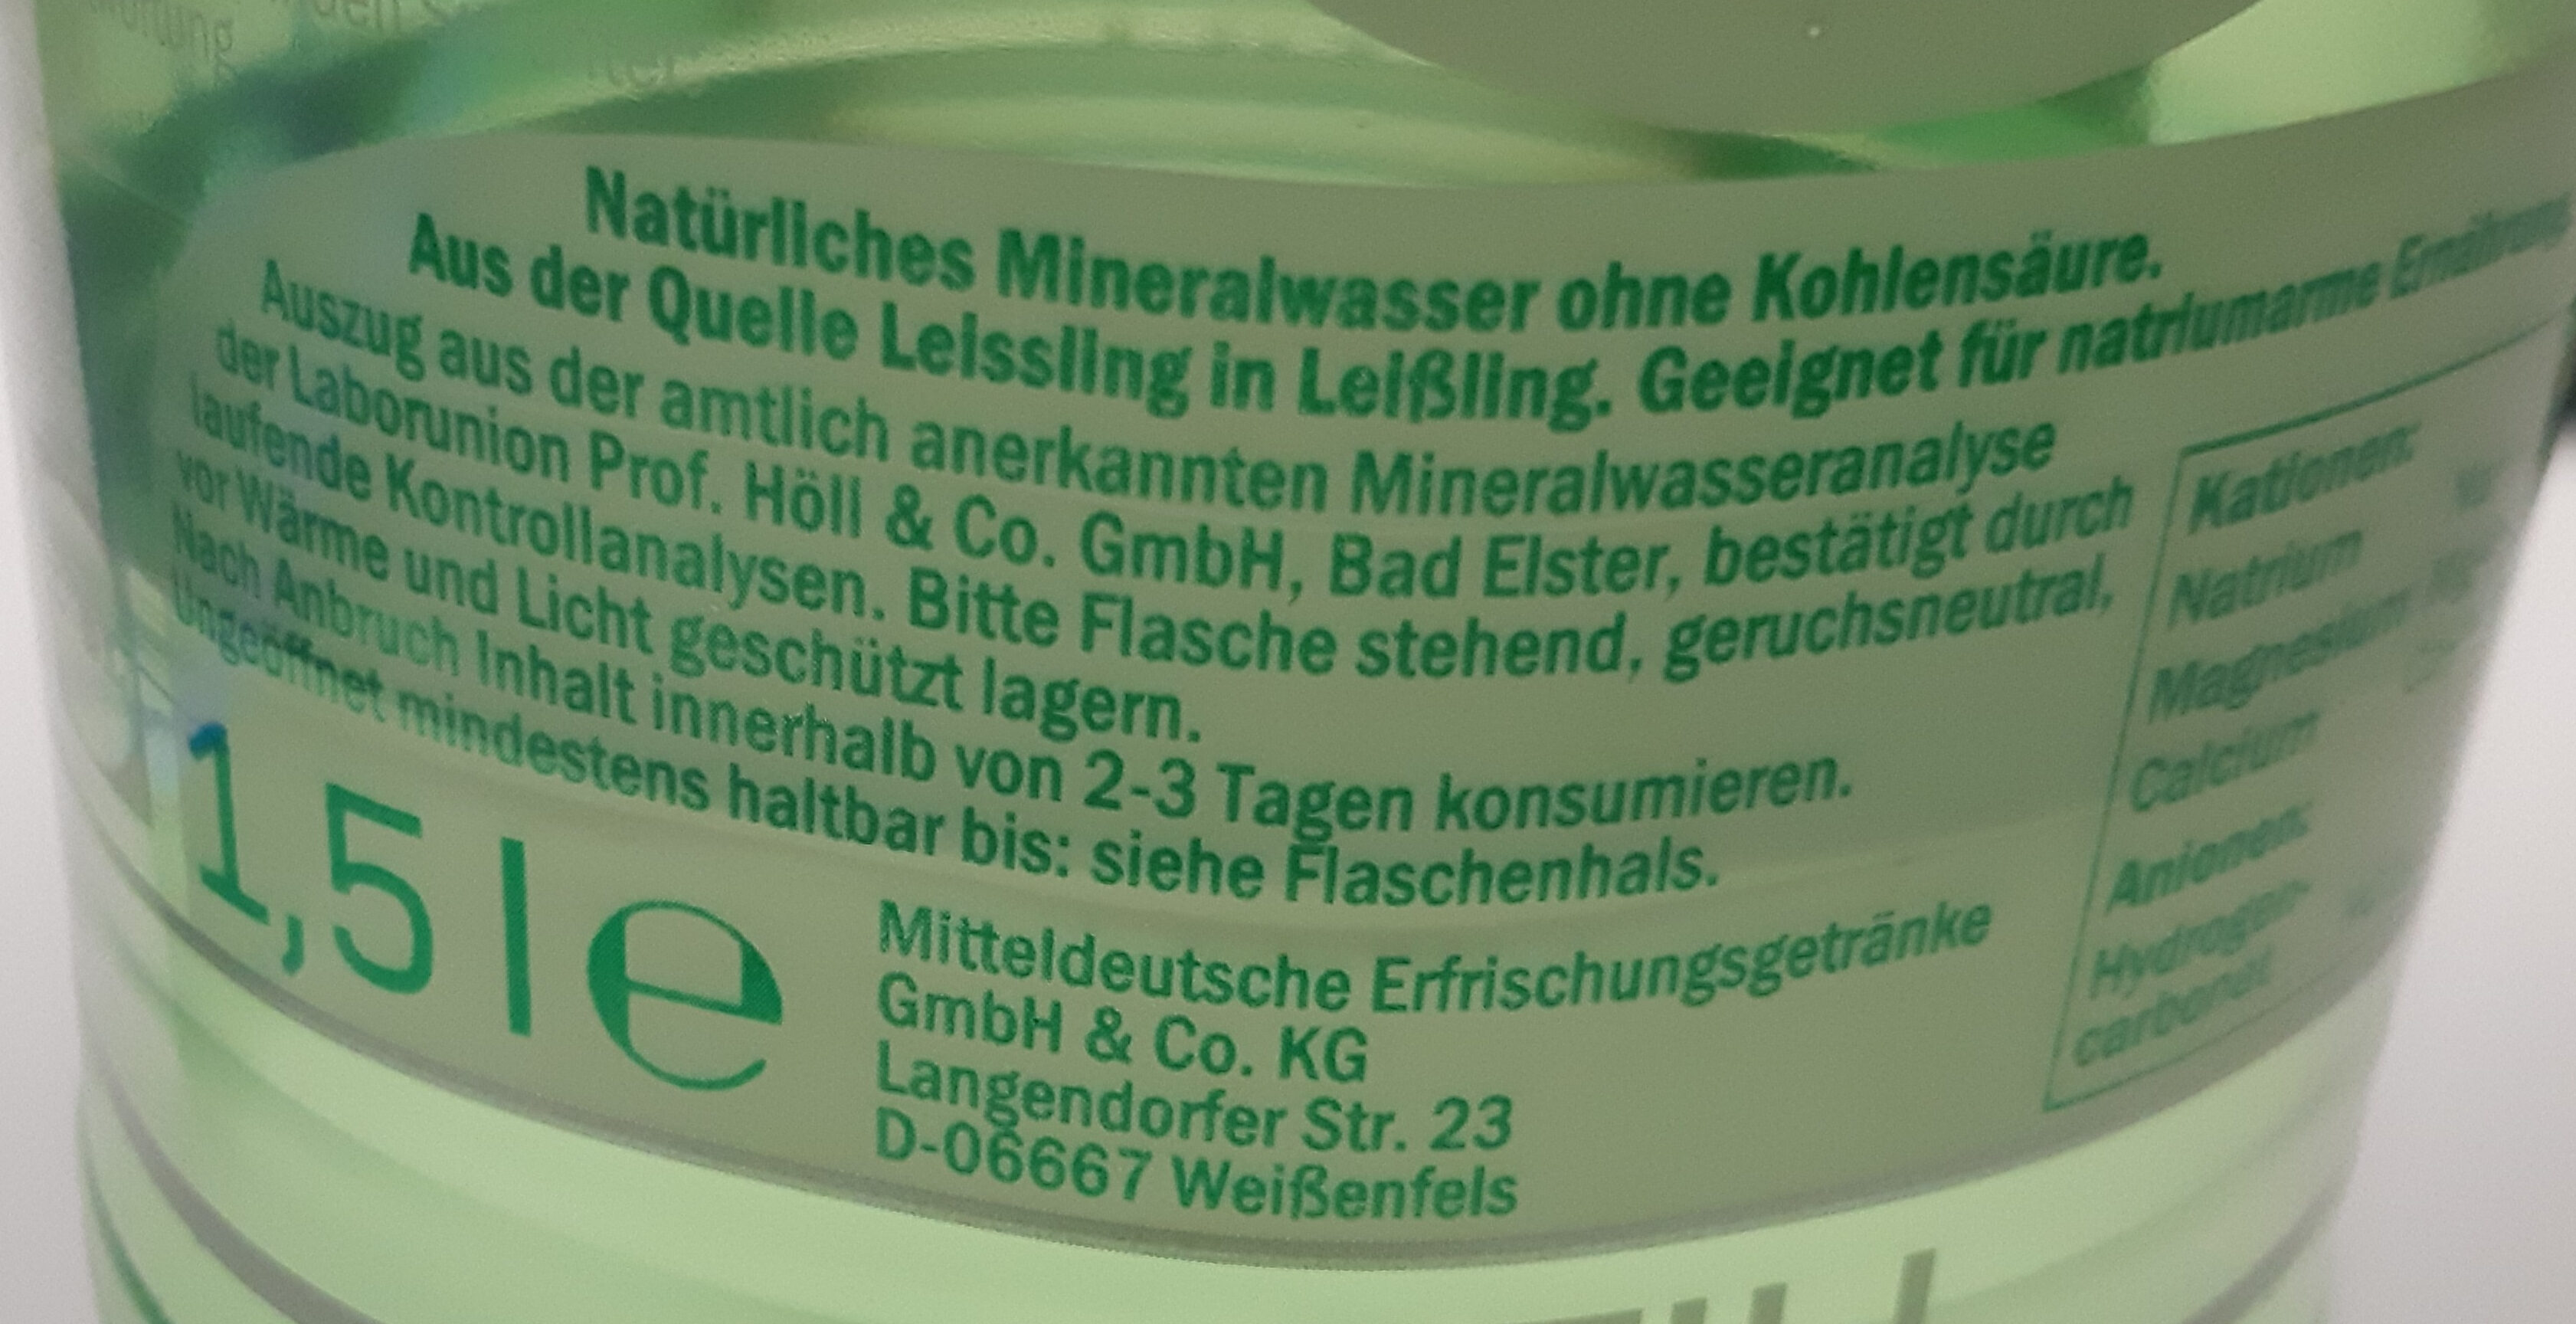 Natürliches Mineralwasser ohne Kohlensäure.
Aus der Quelle Leissling in Leißling. Geeignet für natriumarme Ernährung
Auszug aus der amtlich anerkannten Mineralwasseranalyse
der Laborunion Prof. Höll & Co. GmbH, Bad Elster, bestätigt durch
laufende Kontrollanalysen. Bitte Flasche stehend, geruchsneutral,
vor Wärme und Licht geschützt lagern.
Nach Anbruch Inhalt innerhalb von 2-3 Tagen konsumieren.
Ungeöffnet mindestens haltbar bis: siehe Flaschenhals.
1,5 l e
Mitteldeutsche Erfrischungsgetränke
GmbH & Co. KG
Langendorfer Str. 23
D-06667 Weißenfels
Kationen:
Natrium
Magnesium
Calcium
Anionen:
Hydrogen-
carbonat